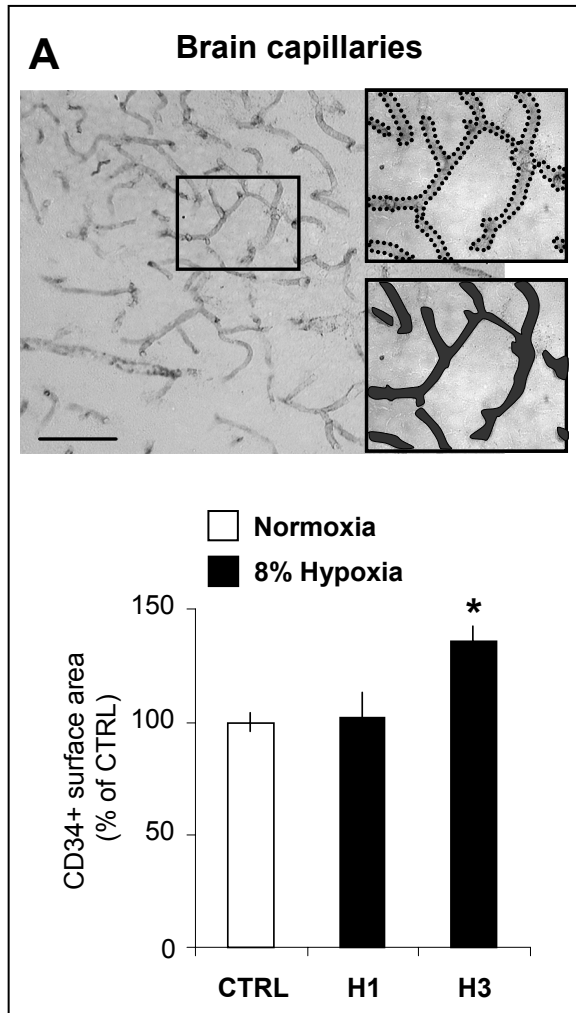 A
Brain capillaries
Normoxia
8% Hypoxia
CD34+ surface area
(% of CTRL)
150
*
100
50
0
CTRL H1 H3